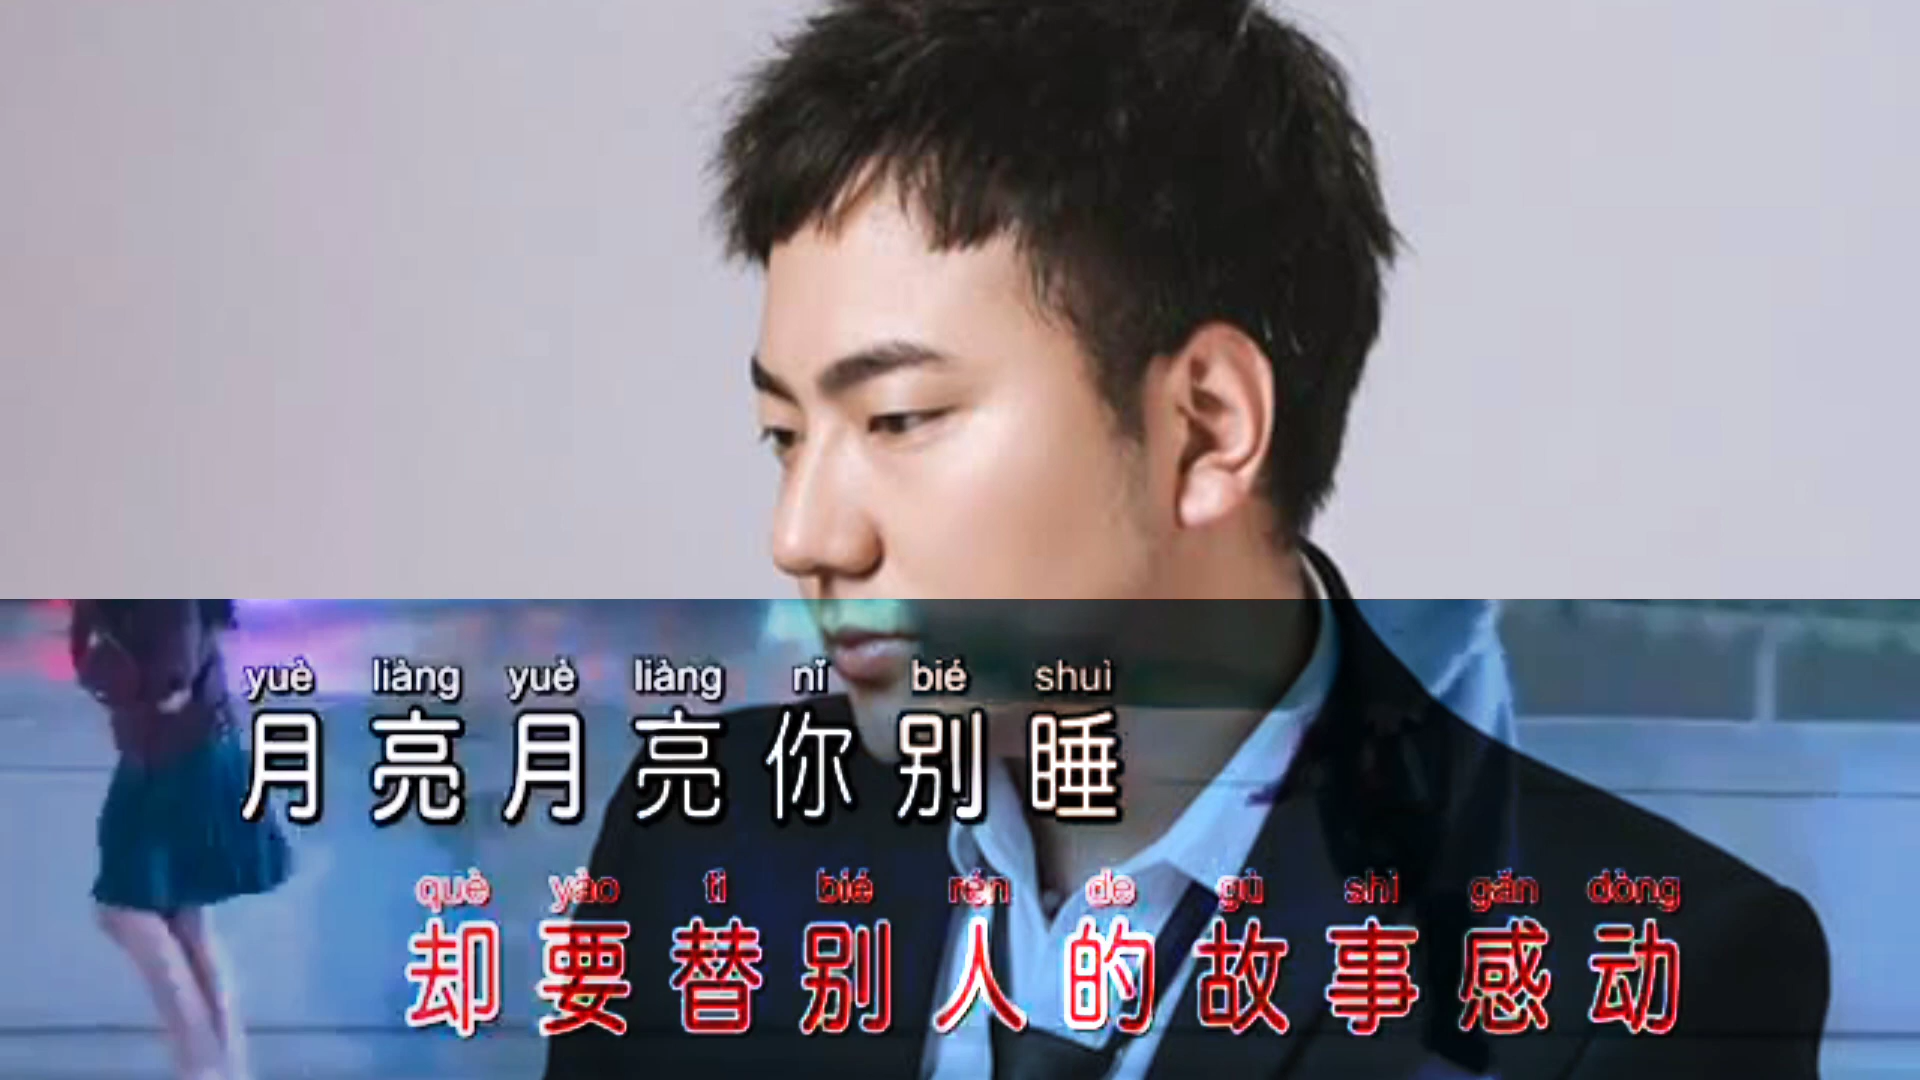 yuè liàng yuè liàng nǐ bié shuì
月亮月亮你别睡
què yào tì bié rén de gù shì gǎn dòng
却要替别人的故事感动